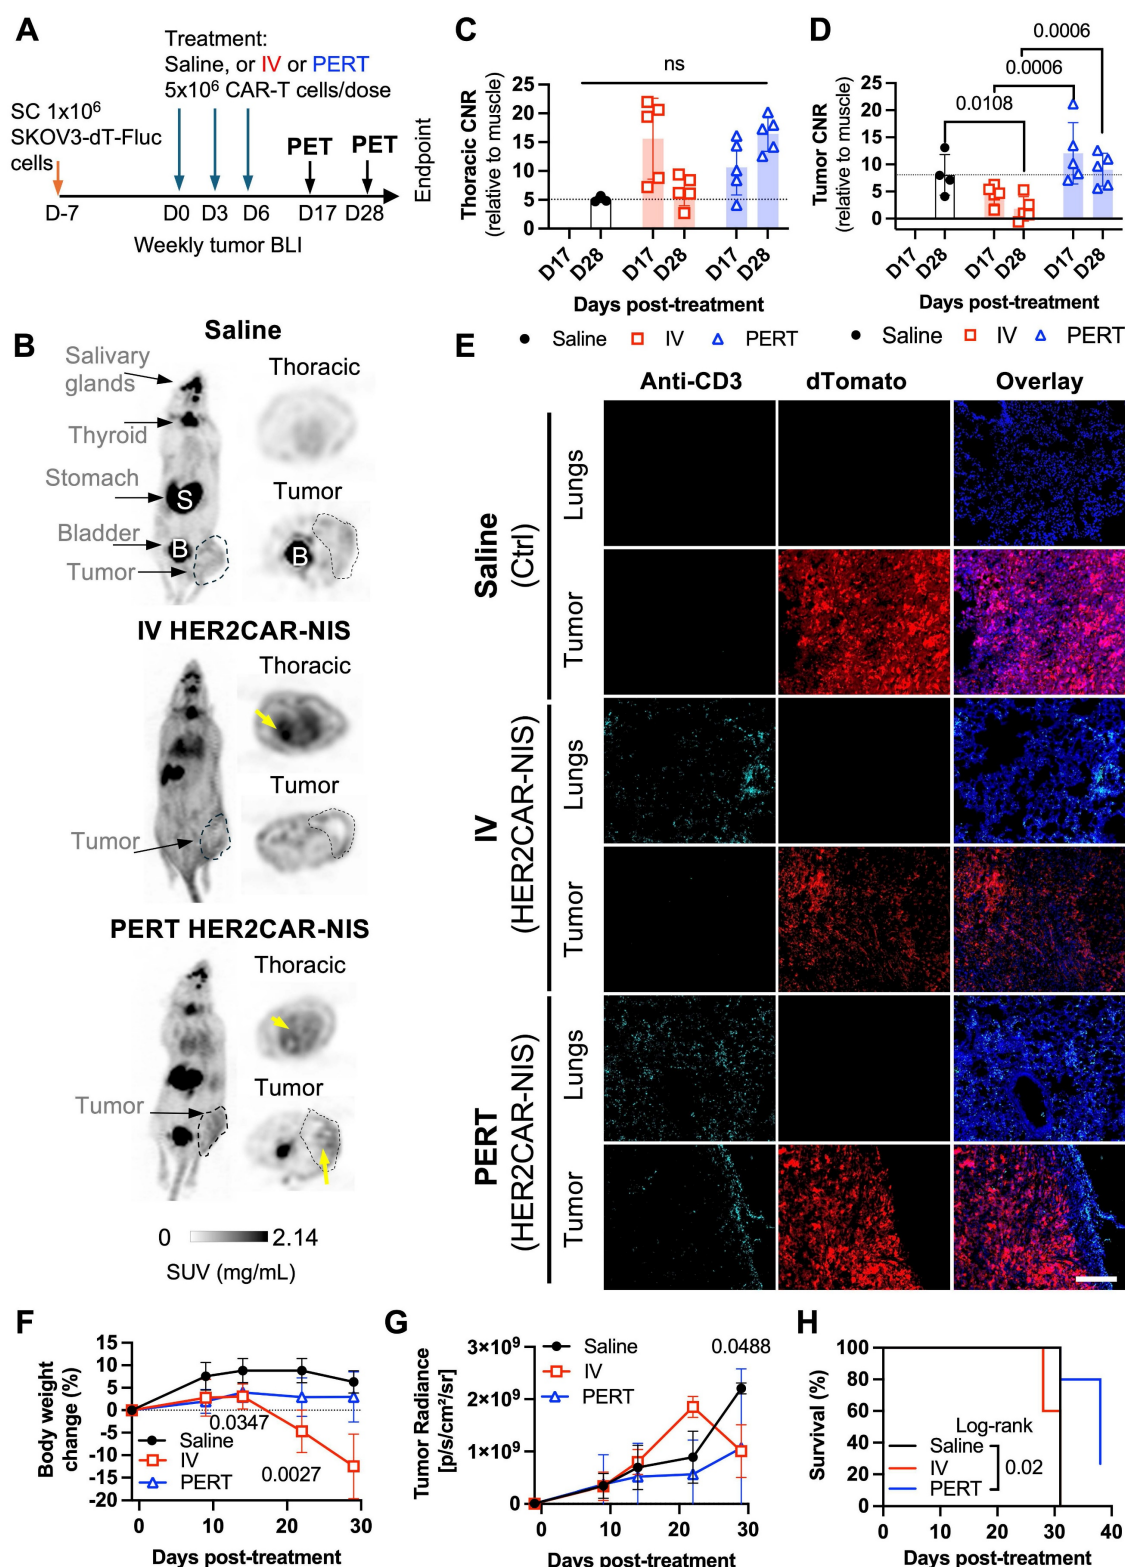 A
Treatment:
Saline, or IV or PERT
5x10⁶ CAR-T cells/dose
SC 1x10⁶
SKOV3-dT-Fluc
cells
PET
PET
Endpoint
D-7
D0
D3
D6
D17
D28
Weekly tumor BLI
C
ns
Thoracic CNR
(relative to muscle)
25
20
15
10
5
0
D17
D28
D17
D28
D17
D28
Days post-treatment
Saline
IV
PERT
D
0.0006
0.0006
0.0108
Tumor CNR
(relative to muscle)
25
20
15
10
5
0
D17
D28
D17
D28
D17
D28
Days post-treatment
Saline
IV
PERT
B
Saline
Salivary
glands
Thyroid
Stomach
Bladder
Tumor
S
B
Thoracic
Tumor
B
IV HER2CAR-NIS
Thoracic
Tumor
Tumor
PERT HER2CAR-NIS
Thoracic
Tumor
Tumor
0
2.14
SUV (mg/mL)
E
Anti-CD3
dTomato
Overlay
Saline
(Ctrl)
Lungs
Tumor
IV
(HER2CAR-NIS)
Lungs
Tumor
PERT
(HER2CAR-NIS)
Lungs
Tumor
F
Body weight
change (%)
15
10
5
0
-5
-10
-15
-20
0.0347
0.0027
Saline
IV
PERT
0
10
20
30
Days post-treatment
G
Tumor Radiance
[p/s/cm²/sr]
3×10⁹
2×10⁹
1×10⁹
0
Saline
IV
PERT
0.0488
0
10
20
30
Days post-treatment
H
Survival (%)
100
80
60
40
20
0
Log-rank
Saline
IV
PERT
0.02
0
10
20
30
40
Days post-treatment